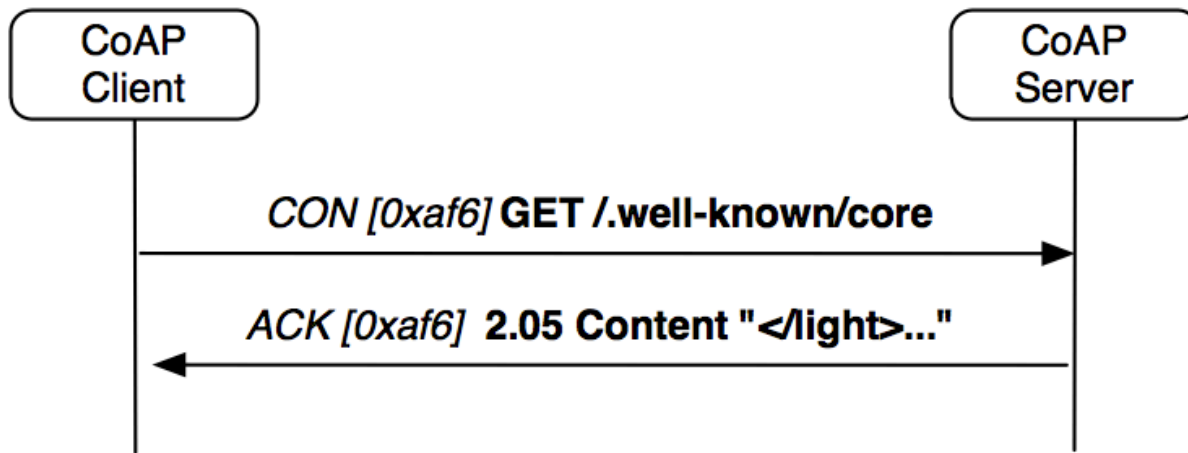 CoAP
Client
CoAP
Server
CON [0xaf6] GET /.well-known/core
ACK [0xaf6] 2.05 Content "</light>..."